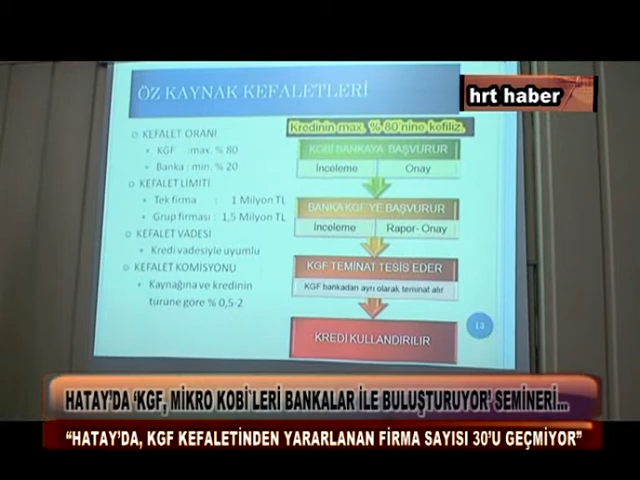 hrt haber
ÖZ KAYNAK KEFALETLERİ
KEFALET ORANI
KGF : max. % 80
Banka : min. % 20
KEFALET LİMİTİ
Tek firma : 1 Milyon TL
Grup firması : 1,5 Milyon TL
KEFALET VADESİ
Kredi vadesiyle uyumlu
KEFALET KOMİSYONU
Kaynağına ve kredinin
türüne göre % 0,5-2
Kredinin max. % 80'nine kefiliz.
KOBİ BANKAYA BAŞVURUR
İnceleme Onay
BANKA KGF'YE BAŞVURUR
İnceleme Rapor- Onay
KGF TEMİNAT TESİS EDER
KGF bankadan ayrı olarak teminat alır
KREDİ KULLANDIRILIR
13
HATAY'DA 'KGF, MİKRO KOBİ`LERİ BANKALAR İLE BULUŞTURUYOR' SEMİNERİ...
“HATAY'DA, KGF KEFALETİNDEN YARARLANAN FİRMA SAYISI 30'U GEÇMİYOR”